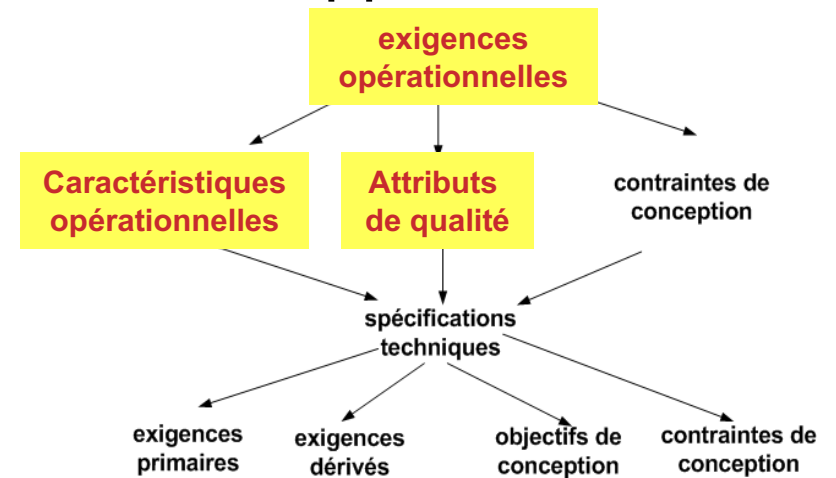 exigences
opérationnelles
Caractéristiques
opérationnelles
Attributs
de qualité
contraintes de
conception
spécifications
techniques
exigences
primaires
exigences
dérivés
objectifs de
conception
contraintes de
conception